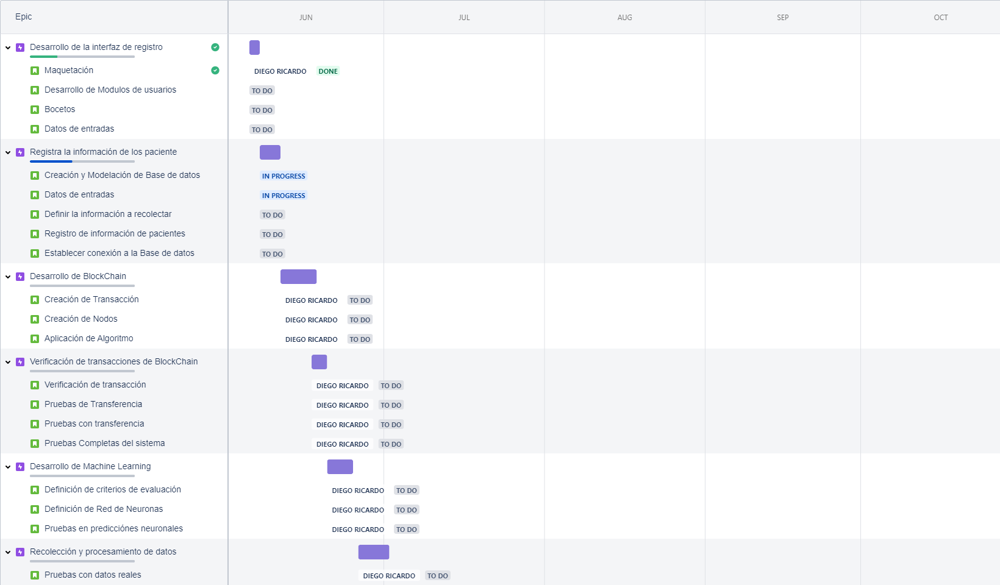 Epic JUN JUL AUG SEP OCT
Desarrollo de la interfaz de registro
Maquetación DIEGO RICARDO DONE
Desarrollo de Modulos de usuarios TO DO
Bocetos TO DO
Datos de entradas TO DO
Registra la información de los paciente
Creación y Modelación de Base de datos IN PROGRESS
Datos de entradas IN PROGRESS
Definir la información a recolectar TO DO
Registro de información de pacientes TO DO
Establecer conexión a la Base de datos TO DO
Desarrollo de BlockChain
Creación de Transacción DIEGO RICARDO TO DO
Creación de Nodos DIEGO RICARDO TO DO
Aplicación de Algoritmo DIEGO RICARDO TO DO
Verificación de transacciones de BlockChain
Verificación de transacción DIEGO RICARDO TO DO
Pruebas de Transferencia DIEGO RICARDO TO DO
Pruebas con transferencia DIEGO RICARDO TO DO
Pruebas Completas del sistema DIEGO RICARDO TO DO
Desarrollo de Machine Learning
Definición de criterios de evaluación DIEGO RICARDO TO DO
Definición de Red de Neuronas DIEGO RICARDO TO DO
Pruebas en predicciónes neuronales DIEGO RICARDO TO DO
Recolección y procesamiento de datos
Pruebas con datos reales DIEGO RICARDO TO DO